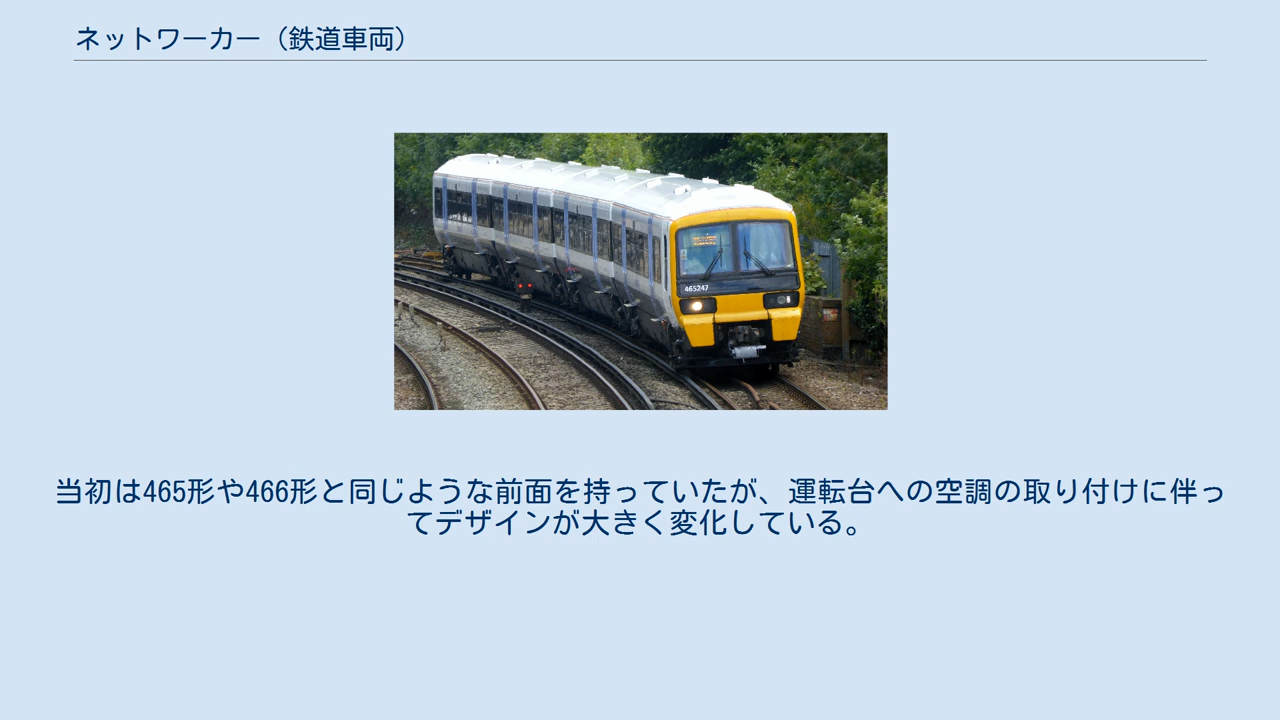 ネットワーカー（鉄道車両）
465247
当初は465形や466形と同じような前面を持っていたが、運転台への空調の取り付けに伴っ
てデザインが大きく変化している。